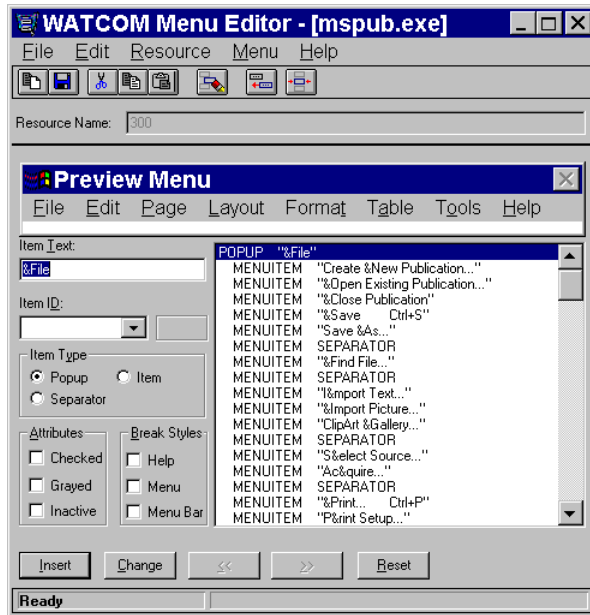 WATCOM Menu Editor - [mspub.exe]
File Edit Resource Menu Help
Resource Name: 300
Preview Menu
File Edit Page Layout Format Table Tools Help
Item Text:
&File
Item ID:
Item Type
Popup Item
Separator
Attributes
Checked
Grayed
Inactive
Break Styles
Help
Menu
Menu Bar
POPUP "&File"
MENUITEM "Create &New Publication..."
MENUITEM "&Open Existing Publication..."
MENUITEM "&Close Publication"
MENUITEM "&Save Ctrl+S"
MENUITEM "Save &As..."
MENUITEM SEPARATOR
MENUITEM "&Find File..."
MENUITEM SEPARATOR
MENUITEM "I&mport Text..."
MENUITEM "&Import Picture..."
MENUITEM "ClipArt &Gallery..."
MENUITEM SEPARATOR
MENUITEM "S&elect Source..."
MENUITEM "Ac&quire..."
MENUITEM SEPARATOR
MENUITEM "&Print... Ctrl+P"
MENUITEM "P&rint Setup..."
Insert Change << >> Reset
Ready